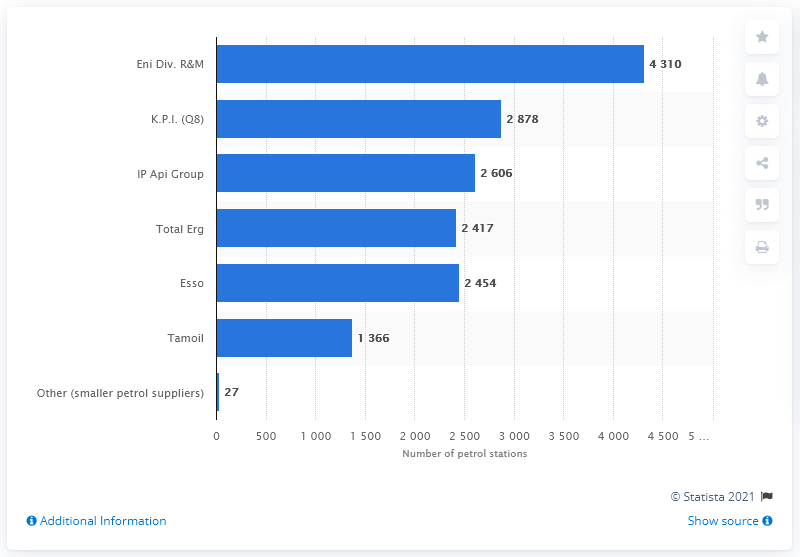 Eni Div. R&M
4 310
K.P.I. (Q8)
2 878
IP Api Group
2 606
Total Erg
2 417
Esso
2 454
Tamoil
1 366
Other (smaller petrol suppliers)
27
0 500 1 000 1 500 2 000 2 500 3 000 3 500 4 000 4 500 5 ...
Number of petrol stations
© Statista 2021
Additional Information
Show source